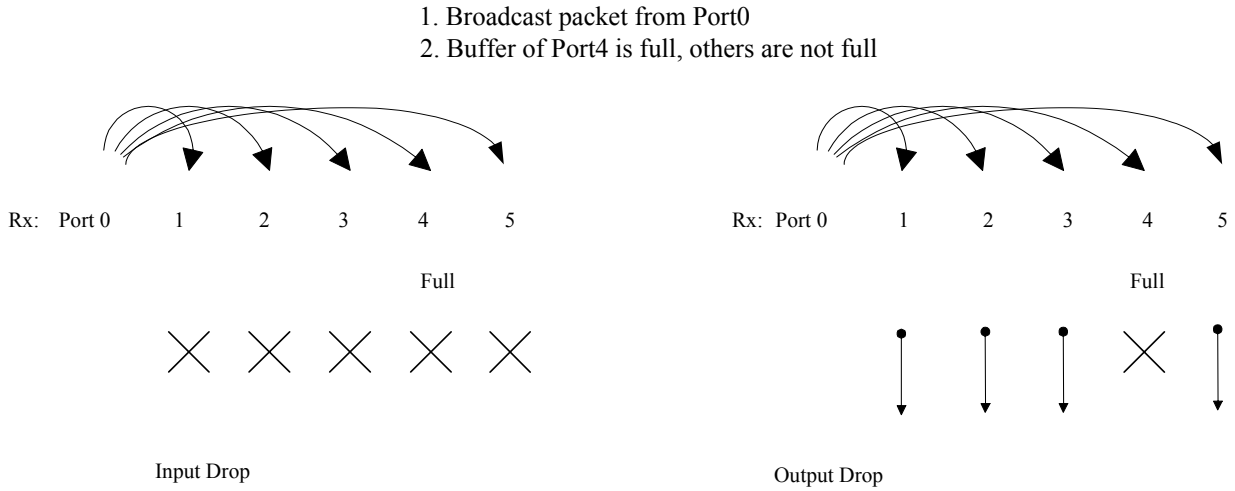 1. Broadcast packet from Port0
2. Buffer of Port4 is full, others are not full
Rx: Port 0 1 2 3 4 5
Full
Input Drop
Rx: Port 0 1 2 3 4 5
Full
Output Drop